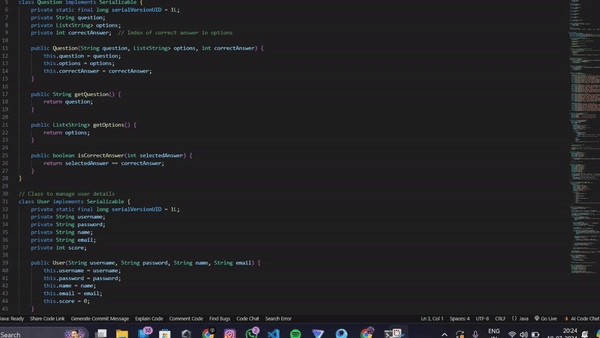 5 class Question implements Serializable {
6 private static final long serialVersionUID = 1L;
7 private String question;
8 private List<String> options;
9 private int correctAnswer; // Index of correct answer in options
10
11 public Question(String question, List<String> options, int correctAnswer) {
12 this.question = question;
13 this.options = options;
14 this.correctAnswer = correctAnswer;
15 }
16
17 public String getQuestion() {
18 return question;
19 }
20
21 public List<String> getOptions() {
22 return options;
23 }
24
25 public boolean isCorrectAnswer(int selectedAnswer) {
26 return selectedAnswer == correctAnswer;
27 }
28 }
29
30 // Class to manage user details
31 class User implements Serializable {
32 private static final long serialVersionUID = 1L;
33 private String username;
34 private String password;
35 private String name;
36 private String email;
37 private int score;
38
39 public User(String username, String password, String name, String email) {
40 this.username = username;
41 this.password = password;
42 this.name = name;
43 this.email = email;
44 this.score = 0;
45 }
Java: Ready Share Code Link Generate Commit Message Explain Code Comment Code Find Bugs Code Chat Search Error Ln 3, Col 1 Spaces: 4 UTF-8 CRLF {} Java Go Live AI Code Chat
Search ENG 20:24
IN